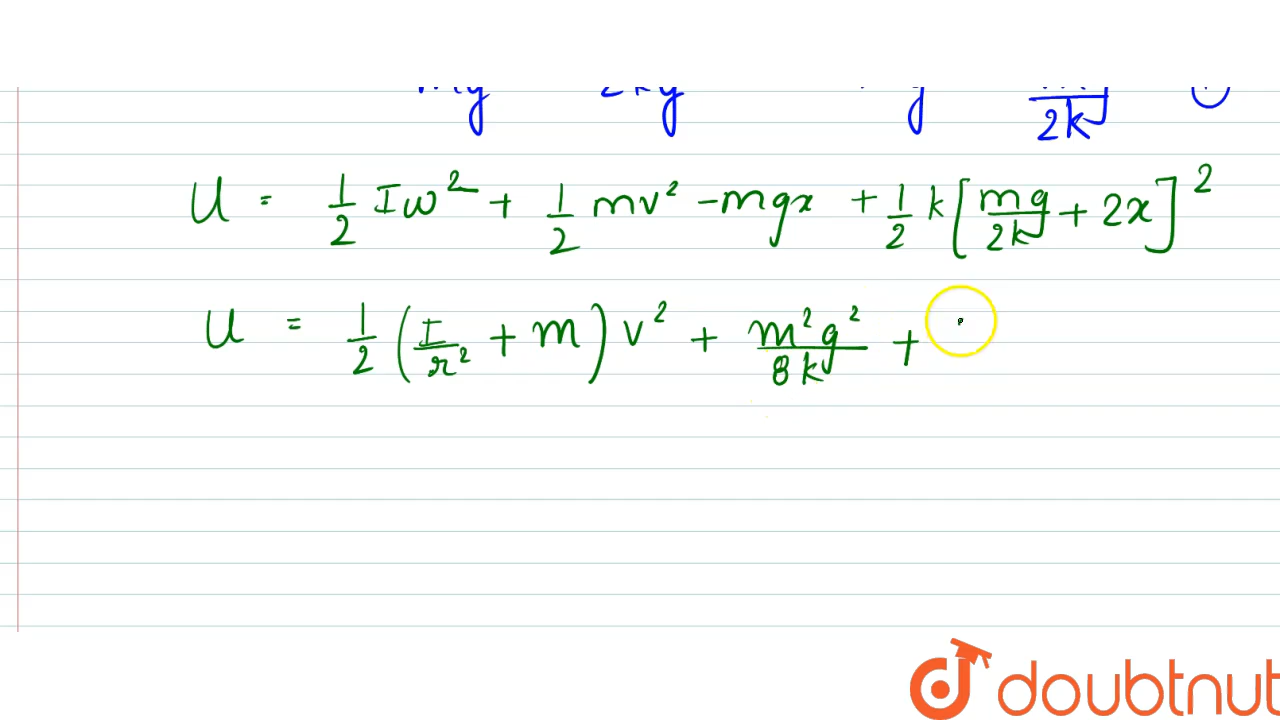 2k
U = 1/2 Iω² + 1/2 mv² - mgx + 1/2 k[mg/2k + 2x]²
U = 1/2 (I/r² + m) v² + m²g²/8k +
doubtnut